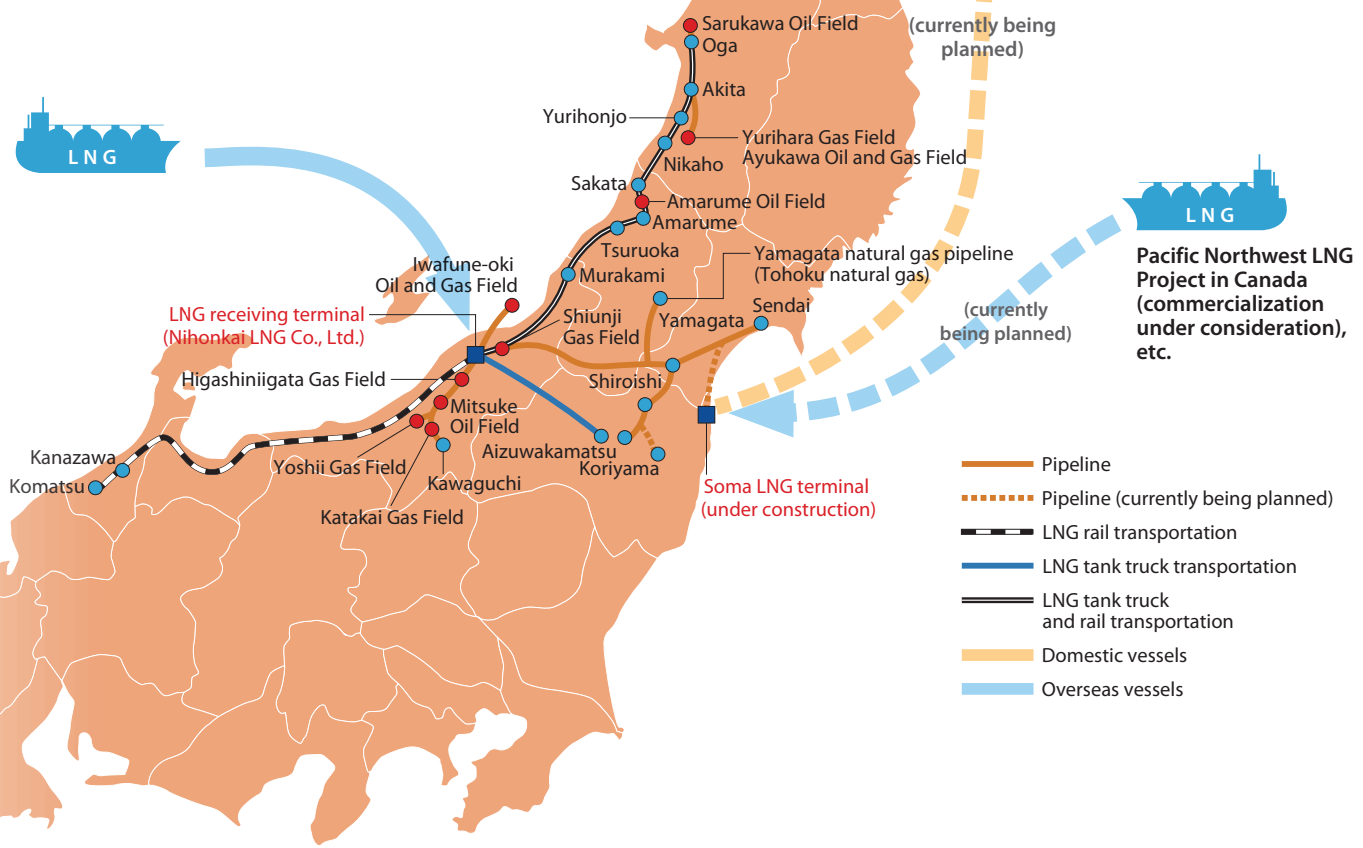 Sarukawa Oil Field
Oga
(currently being
planned)
Akita
Yurihonjo
Yurihara Gas Field
Ayukawa Oil and Gas Field
Nikaho
LNG
Sakata
Amarume Oil Field
Amarume
LNG
Tsuruoka
Yamagata natural gas pipeline
(Tohoku natural gas)
Pacific Northwest LNG
Project in Canada
(commercialization
under consideration),
etc.
Iwafune-oki
Oil and Gas Field
Murakami
Sendai
(currently
being planned)
LNG receiving terminal
(Nihonkai LNG Co., Ltd.)
Shiunji
Gas Field
Yamagata
Higashiniigata Gas Field
Shiroishi
Mitsuke
Oil Field
Aizuwakamatsu
Koriyama
Kanazawa
Komatsu
Yoshii Gas Field
Kawaguchi
Katakai Gas Field
Soma LNG terminal
(under construction)
Pipeline
Pipeline (currently being planned)
LNG rail transportation
LNG tank truck transportation
LNG tank truck
and rail transportation
Domestic vessels
Overseas vessels